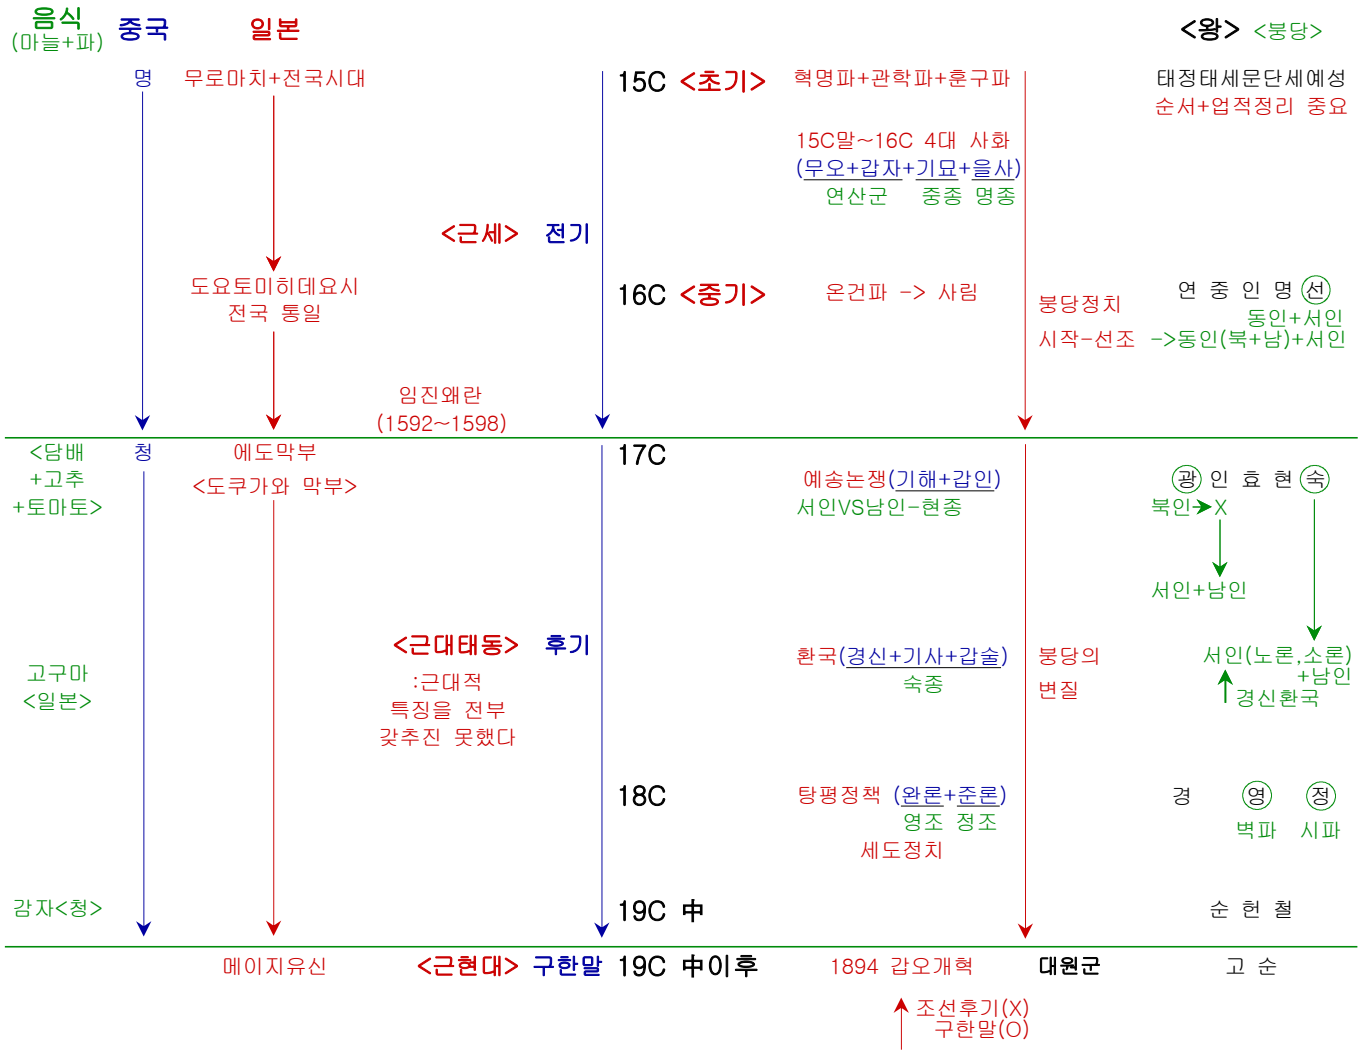 음식 중국 일본 <왕> <붕당>
(마늘+파)
명 무로마치+전국시대 15C <초기> 혁명파+관학파+훈구파 태정태세문단세예성
순서+업적정리 중요
15C말~16C 4대 사화
(무오+갑자+기묘+을사)
연산군 중종 명종
<근세> 전기
도요토미히데요시 16C <중기> 온건파 -> 사림 연 중 인 명 선
전국 통일 붕당정치 동인+서인
시작-선조 ->동인(북+남)+서인
임진왜란
(1592~1598)
<담배 청 에도막부 17C
+고추 <도쿠가와 막부> 예송논쟁(기해+갑인) 광 인 효 현 숙
+토마토> 서인VS남인-현종 북인 X
서인+남인
<근대태동> 후기 환국(경신+기사+갑술) 붕당의 서인(노론,소론)
고구마 :근대적 숙종 +남인
<일본> 특징을 전부 변질 경신환국
갖추진 못했다
18C 탕평정책 (완론+준론) 경 영 정
영조 정조 벽파 시파
세도정치
감자<청> 19C 中 순 헌 철
메이지유신 <근현대> 구한말 19C 中이후 1894 갑오개혁 대원군 고 순
조선후기(X)
구한말(O)